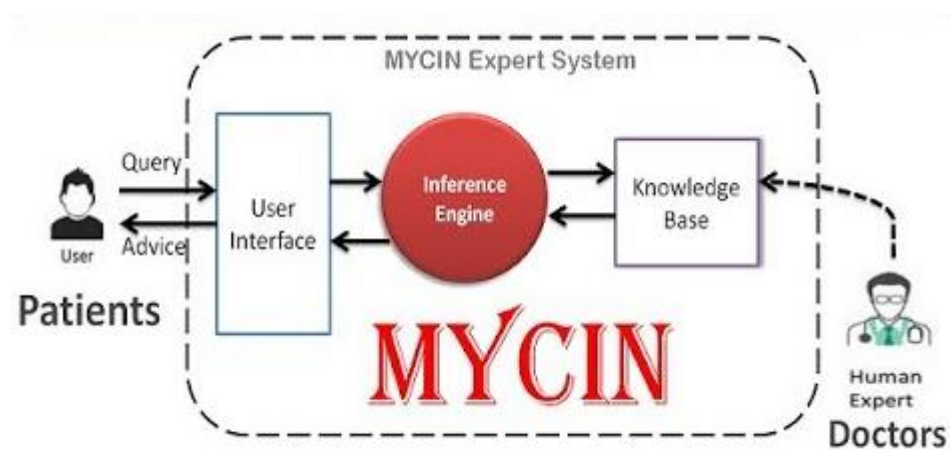 MYCIN Expert System
Query
Advice
User
Patients
User
Interface
Inference
Engine
Knowledge
Base
MYCIN
Human
Expert
Doctors